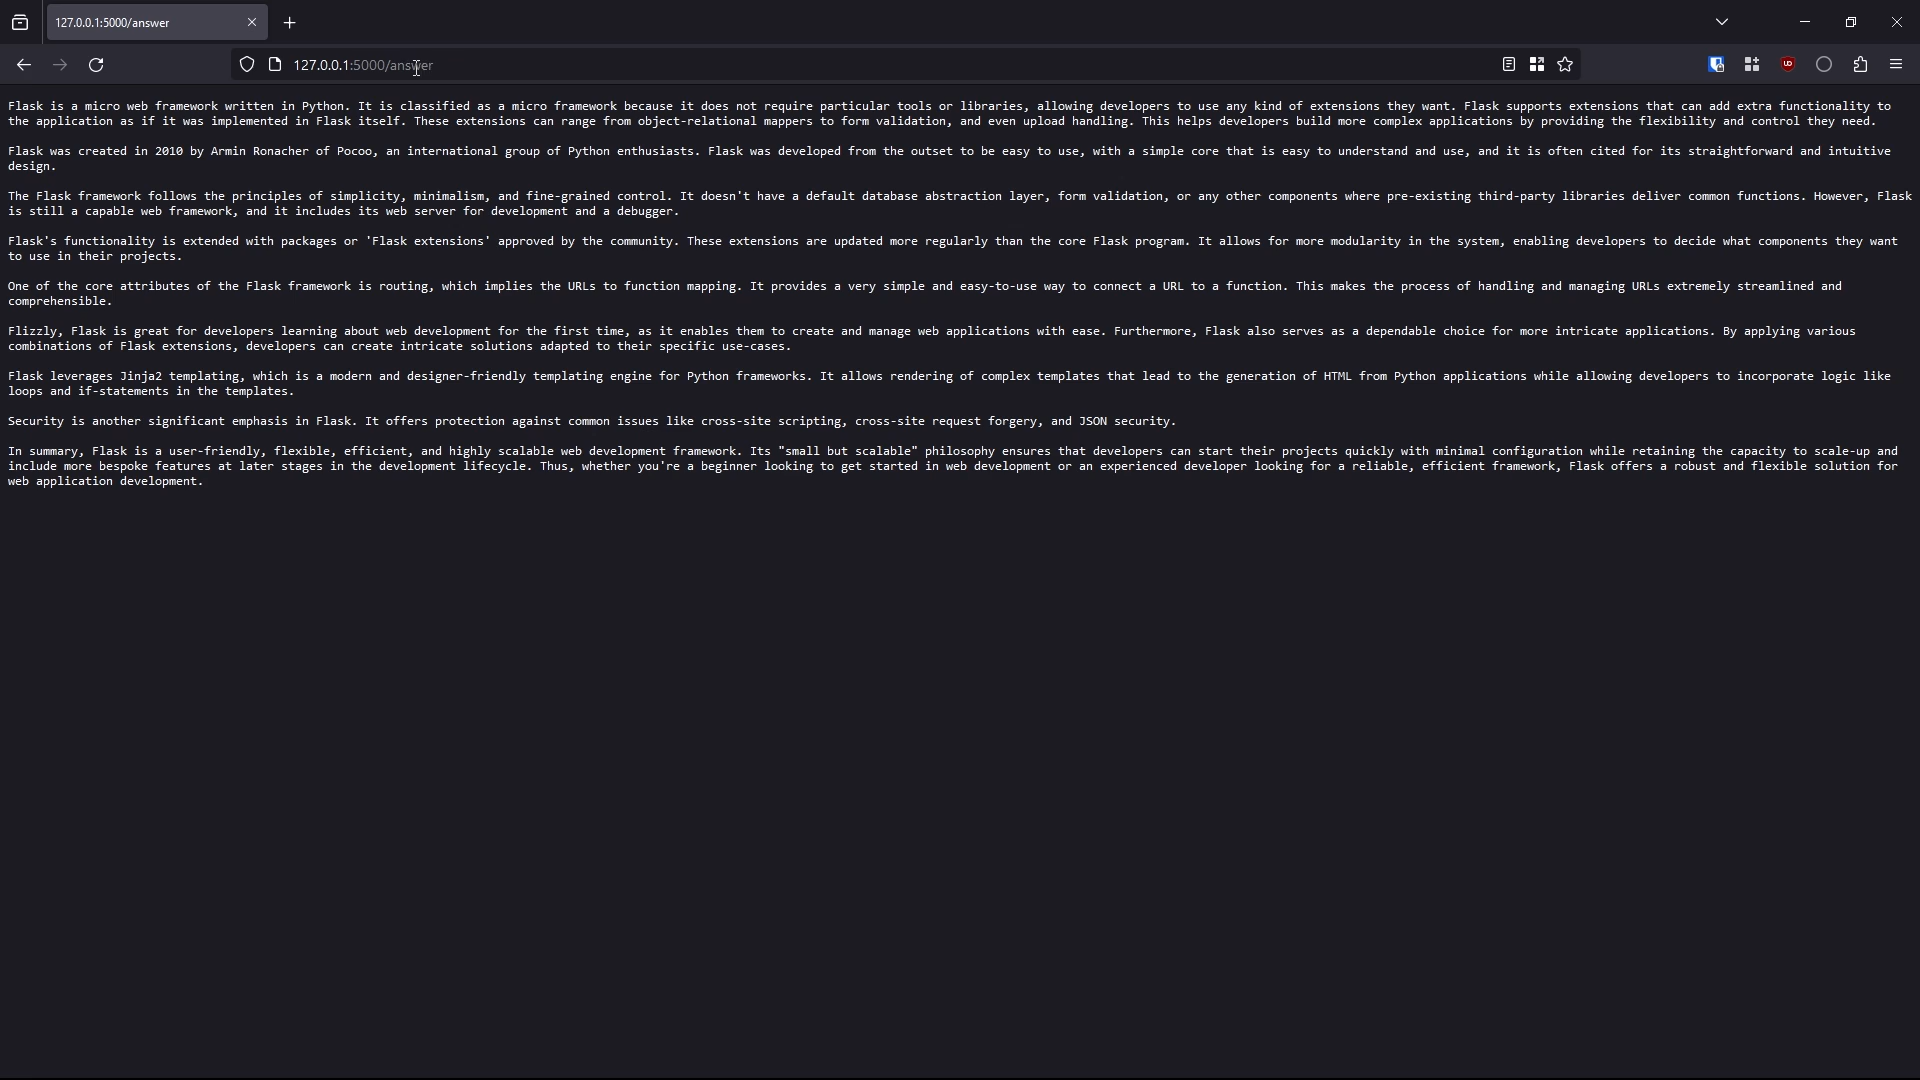 127.0.0.1:5000/answer
127.0.0.1:5000/answer
Flask is a micro web framework written in Python. It is classified as a micro framework because it does not require particular tools or libraries, allowing developers to use any kind of extensions they want. Flask supports extensions that can add extra functionality to
the application as if it was implemented in Flask itself. These extensions can range from object-relational mappers to form validation, and even upload handling. This helps developers build more complex applications by providing the flexibility and control they need.
Flask was created in 2010 by Armin Ronacher of Pocoo, an international group of Python enthusiasts. Flask was developed from the outset to be easy to use, with a simple core that is easy to understand and use, and it is often cited for its straightforward and intuitive
design.
The Flask framework follows the principles of simplicity, minimalism, and fine-grained control. It doesn't have a default database abstraction layer, form validation, or any other components where pre-existing third-party libraries deliver common functions. However, Flask
is still a capable web framework, and it includes its web server for development and a debugger.
Flask's functionality is extended with packages or 'Flask extensions' approved by the community. These extensions are updated more regularly than the core Flask program. It allows for more modularity in the system, enabling developers to decide what components they want
to use in their projects.
One of the core attributes of the Flask framework is routing, which implies the URLs to function mapping. It provides a very simple and easy-to-use way to connect a URL to a function. This makes the process of handling and managing URLs extremely streamlined and
comprehensible.
Flizzly, Flask is great for developers learning about web development for the first time, as it enables them to create and manage web applications with ease. Furthermore, Flask also serves as a dependable choice for more intricate applications. By applying various
combinations of Flask extensions, developers can create intricate solutions adapted to their specific use-cases.
Flask leverages Jinja2 templating, which is a modern and designer-friendly templating engine for Python frameworks. It allows rendering of complex templates that lead to the generation of HTML from Python applications while allowing developers to incorporate logic like
loops and if-statements in the templates.
Security is another significant emphasis in Flask. It offers protection against common issues like cross-site scripting, cross-site request forgery, and JSON security.
In summary, Flask is a user-friendly, flexible, efficient, and highly scalable web development framework. Its "small but scalable" philosophy ensures that developers can start their projects quickly with minimal configuration while retaining the capacity to scale-up and
include more bespoke features at later stages in the development lifecycle. Thus, whether you're a beginner looking to get started in web development or an experienced developer looking for a reliable, efficient framework, Flask offers a robust and flexible solution for
web application development.